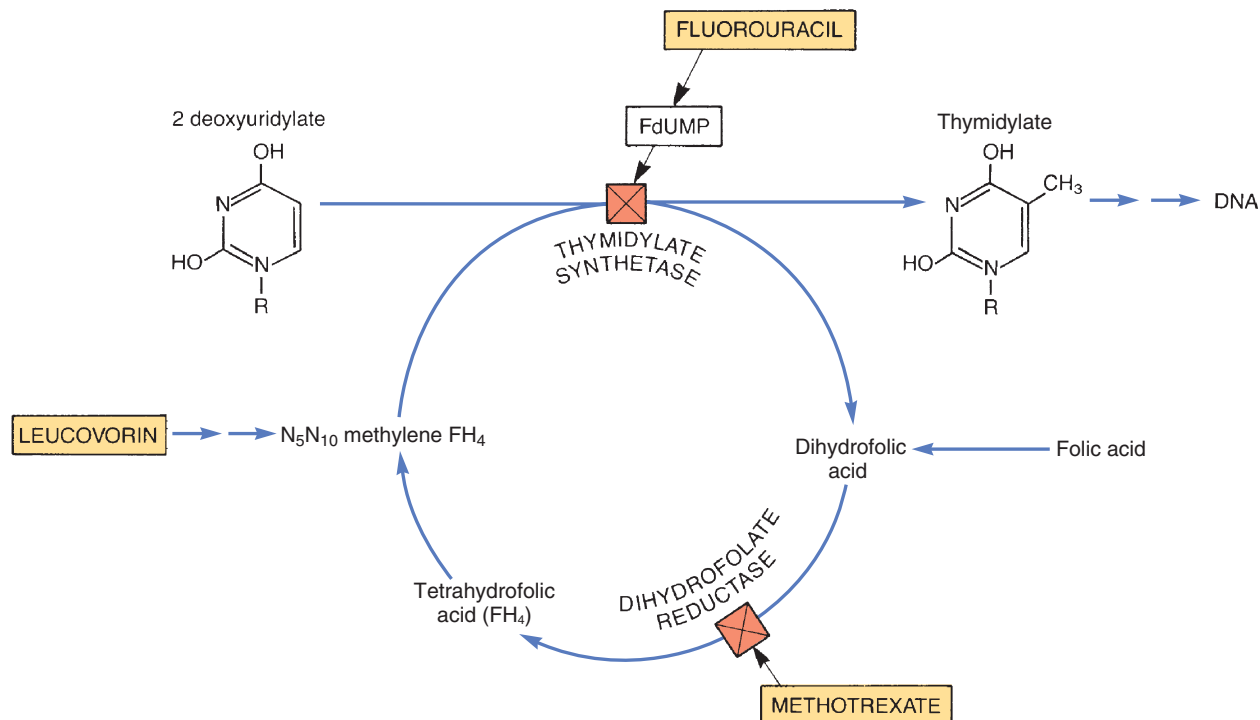 FLUOROURACIL
2 deoxyuridylate
FdUMP
Thymidylate
OH
N
HO
N
R
OH
CH₃
N
HO
N
R
DNA
THYMIDYLATE
SYNTHETASE
LEUCOVORIN
N₅N₁₀ methylene FH₄
Dihydrofolic
acid
Folic acid
DIHYDROFOLATE
REDUCTASE
Tetrahydrofolic
acid (FH₄)
METHOTREXATE